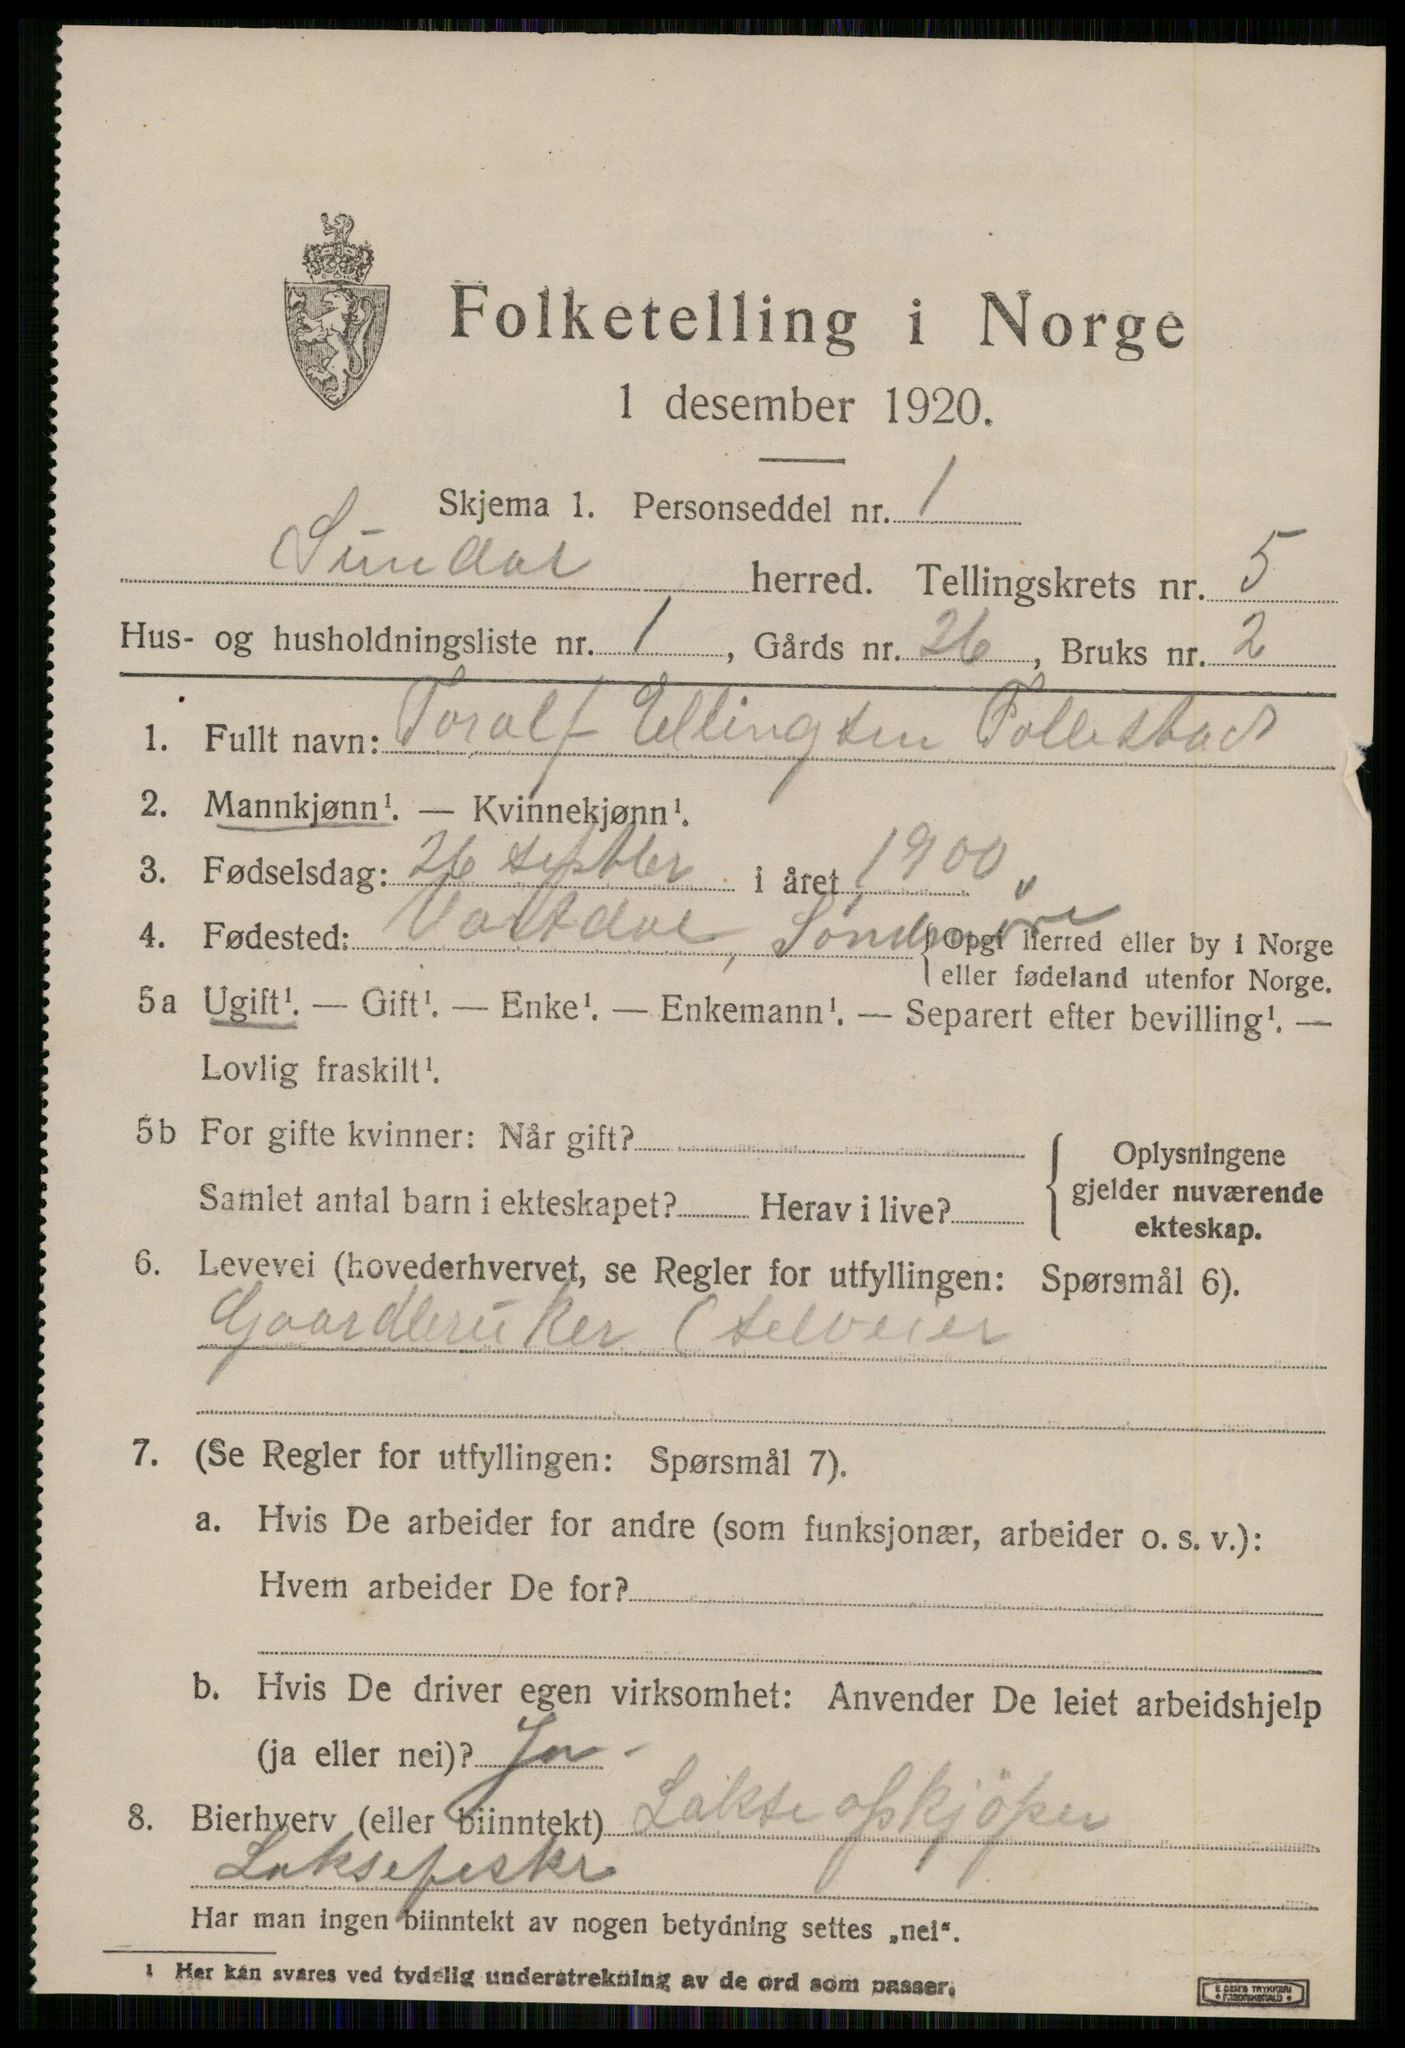 Folketelling i Norge
1 desember 1920.
Skjema 1. Personseddel nr. 1
Sundal herred. Tellingskrets nr. 5
Hus- og husholdningsliste nr. 1, Gårds nr. 26, Bruks nr. 2
1. Fullt navn: Toralf Ellingsen Follestad
2. Mannkjønn¹. — Kvinnekjønn¹.
3. Fødselsdag: 26 septbr i året 1900
4. Fødested: Vartdal, Søndmöre {Opgi herred eller by i Norge
eller fødeland utenfor Norge.
5a Ugift¹. — Gift¹. — Enke¹. — Enkemann¹. — Separert efter bevilling¹. —
Lovlig fraskilt¹.
5b For gifte kvinner: Når gift?
Samlet antal barn i ekteskapet? Herav i live?
Oplysningene
gjelder nuværende
ekteskap.
6. Levevei (hovederhvervet, se Regler for utfyllingen: Spørsmål 6).
Gaardbruker (selveier
7. (Se Regler for utfyllingen: Spørsmål 7).
a. Hvis De arbeider for andre (som funksjonær, arbeider o. s. v.):
Hvem arbeider De for?
b. Hvis De driver egen virksomhet: Anvender De leiet arbeidshjelp
(ja eller nei)? Ja -
8. Bierhverv (eller biinntekt) Lakseopkjöper
Laksefiskr
Har man ingen biinntekt av nogen betydning settes „nei“.
1 Her kan svares ved tydelig understrekning av de ord som passer.